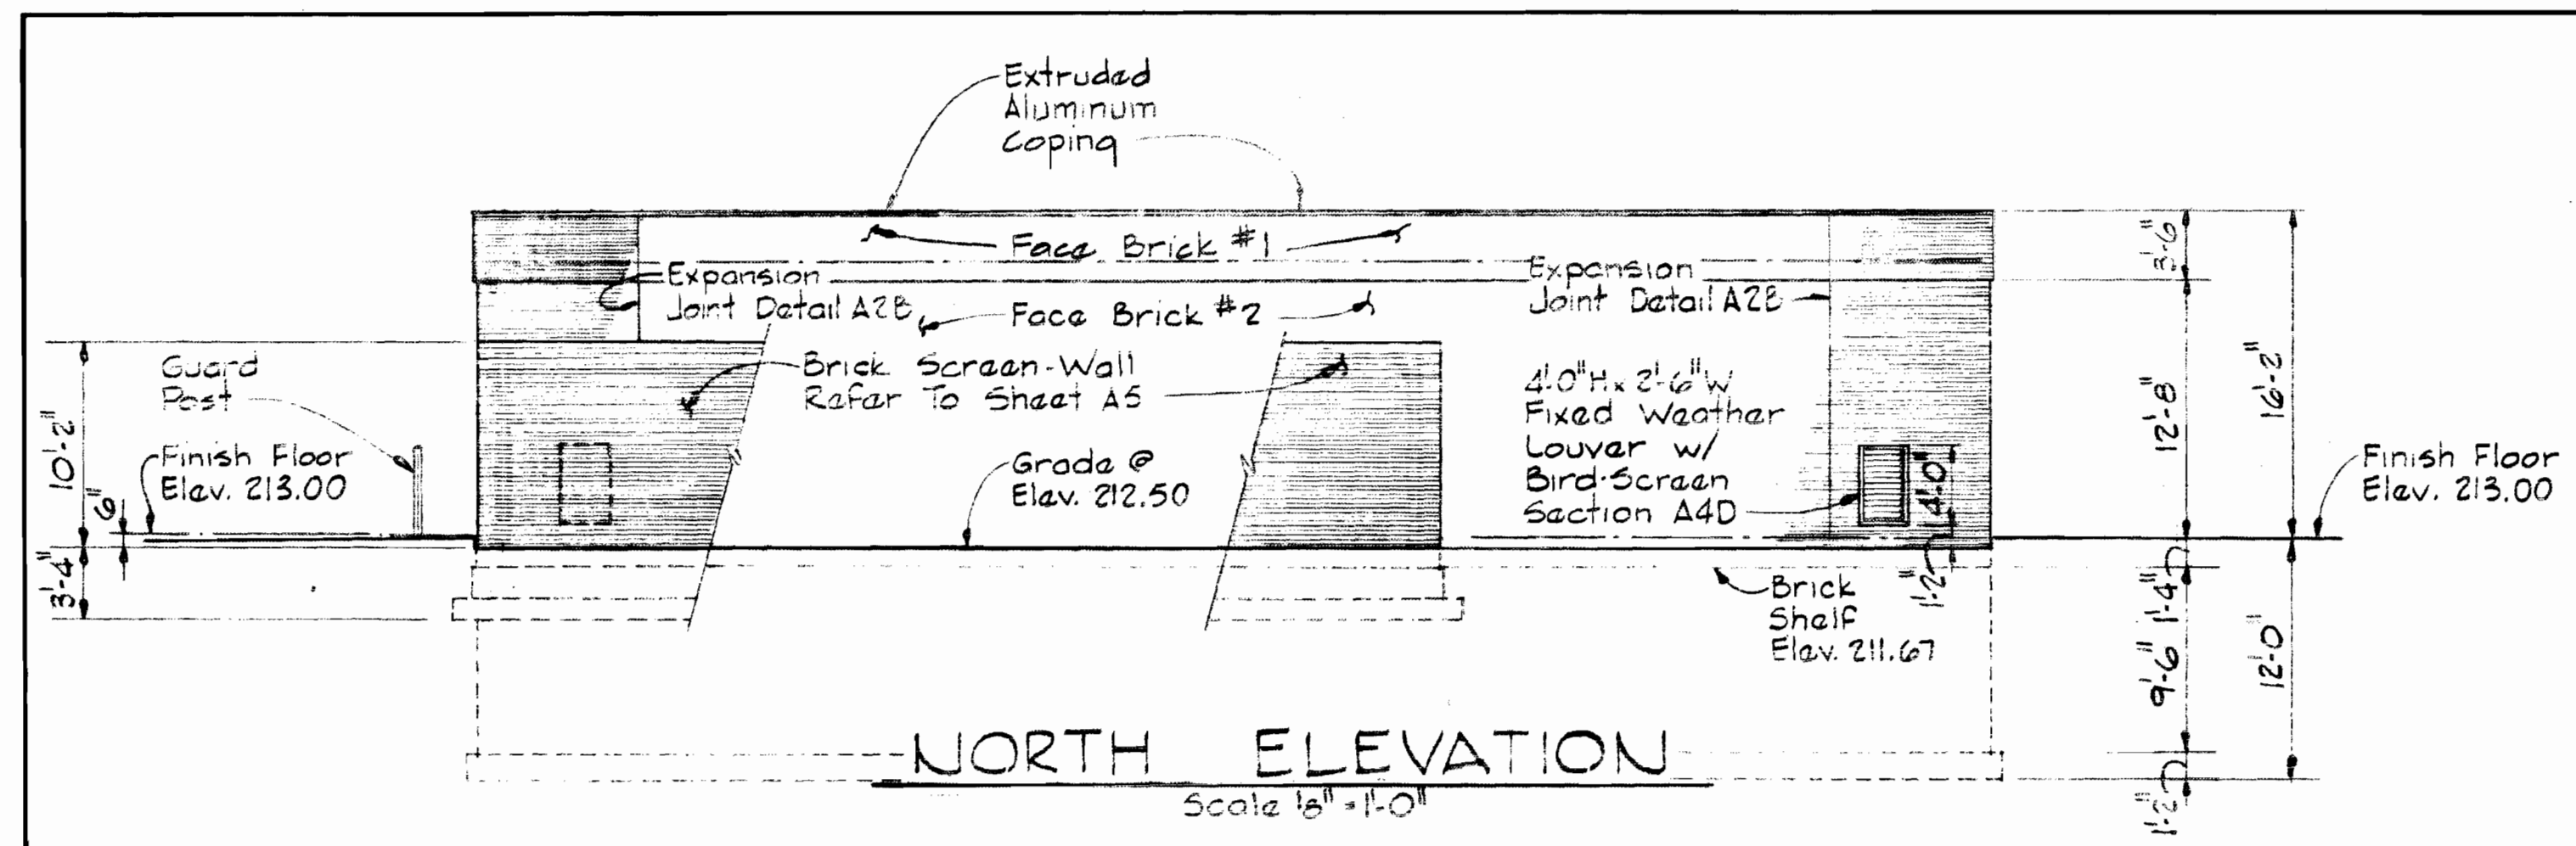 Extruded
Aluminum
Coping
Face Brick #1
Expansion
Joint Detail A2B
Face Brick #2
Expansion
Joint Detail A2B
Brick Screen-Wall
Refer To Sheet A5
Guard
Post
Finish Floor
Elev. 213.00
10'-2"
6"
3'-4"
Grade @
Elev. 212.50
4'-0"H x 2'-6"W
Fixed Weather
Louver w/
Bird-Screen
Section A4D
4'-0"
1'-2"
Brick
Shelf
Elev. 211.67
3'-6"
12'-8"
16'-2"
1'-4"
9'-6"
12'-0"
1'-2"
Finish Floor
Elev. 213.00
NORTH ELEVATION
Scale 1/8" = 1'-0"